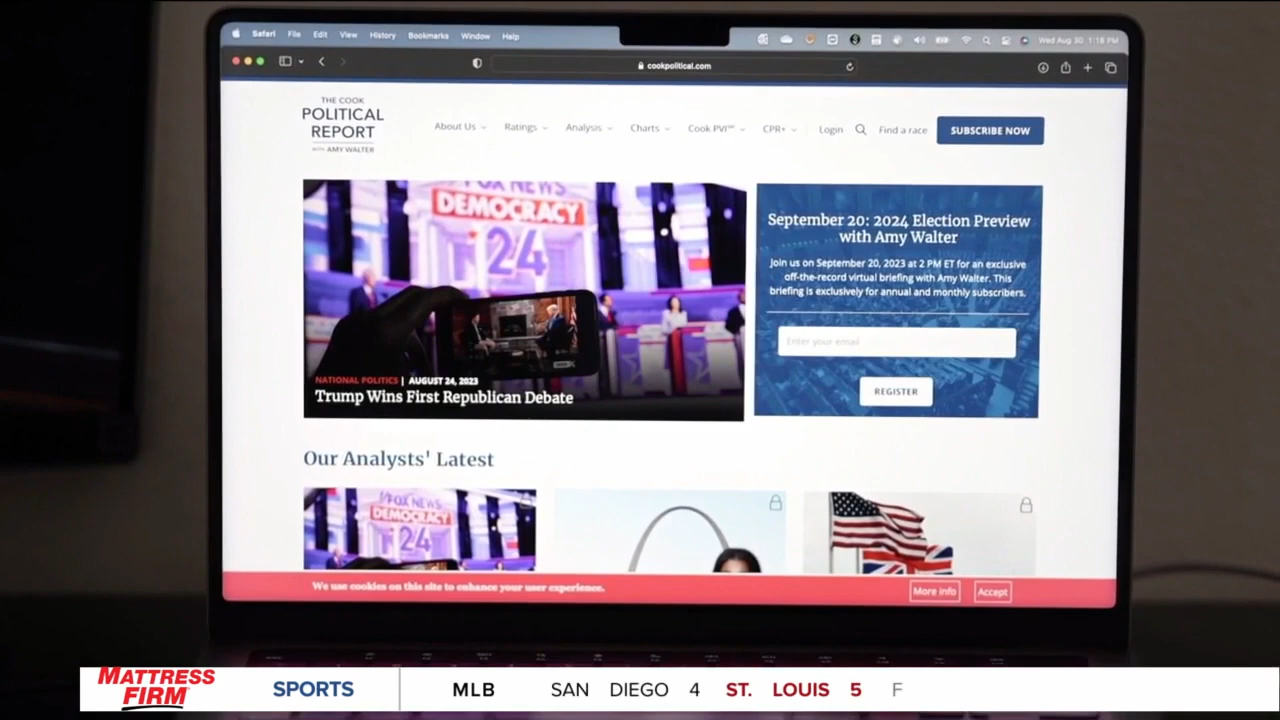 Safari File Edit View History Bookmarks Window Help
Wed Aug 30 1:18 PM
cookpolitical.com
THE COOK
POLITICAL
REPORT
WITH AMY WALTER
About Us Ratings Analysis Charts Cook PVI℠ CPR+ Login Find a race SUBSCRIBE NOW
FOX NEWS
DEMOCRACY
24
NATIONAL POLITICS | AUGUST 24, 2023
Trump Wins First Republican Debate
September 20: 2024 Election Preview
with Amy Walter
Join us on September 20, 2023 at 2 PM ET for an exclusive
off-the-record virtual briefing with Amy Walter. This
briefing is exclusively for annual and monthly subscribers.
Enter your email
REGISTER
Our Analysts' Latest
FOX NEWS
DEMOCRACY
24
We use cookies on this site to enhance your user experience.
More info Accept
MATTRESS
FIRM
SPORTS MLB SAN DIEGO 4 ST. LOUIS 5 F